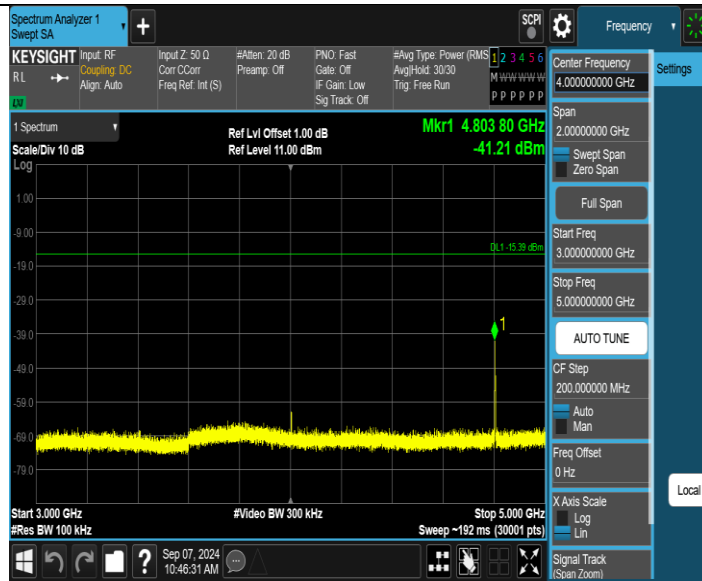 Spectrum Analyzer 1
Swept SA
+
SCPI
Frequency
KEYSIGHT
RL
LXI
Input: RF
Coupling: DC
Align: Auto
Input Z: 50 Ω
Corr CCorr
Freq Ref: Int (S)
#Atten: 20 dB
Preamp: Off
PNO: Fast
Gate: Off
IF Gain: Low
Sig Track: Off
#Avg Type: Power (RMS
Avg|Hold: 30/30
Trig: Free Run
1 2 3 4 5 6
M W W W W W
P P P P P P
1 Spectrum
Scale/Div 10 dB
Log
Ref Lvl Offset 1.00 dB
Ref Level 11.00 dBm
Mkr1 4.803 80 GHz
-41.21 dBm
1.00
-9.00
-19.0
-29.0
-39.0
-49.0
-59.0
-69.0
-79.0
DL1 -15.39 dBm
1
Start 3.000 GHz
#Res BW 100 kHz
#Video BW 300 kHz
Stop 5.000 GHz
Sweep ~192 ms (30001 pts)
Center Frequency
4.000000000 GHz
Settings
Span
2.00000000 GHz
Swept Span
Zero Span
Full Span
Start Freq
3.000000000 GHz
Stop Freq
5.000000000 GHz
AUTO TUNE
CF Step
200.000000 MHz
Auto
Man
Freq Offset
0 Hz
X Axis Scale
Log
Lin
Local
Signal Track
(Span Zoom)
?
Sep 07, 2024
10:46:31 AM